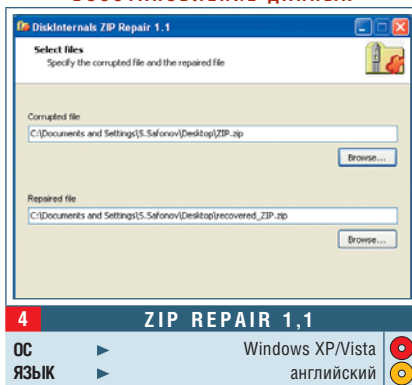 DiskInternals ZIP Repair 1.1
Select files
Specify the corrupted file and the repaired file
Corrupted file
C:\Documents and Settings\S.Safonov\Desktop\ZIP.zip
Browse...
Repaired file
C:\Documents and Settings\S.Safonov\Desktop\recovered_ZIP.zip
Browse...
4 ZIP REPAIR 1,1
ОС Windows XP/Vista
ЯЗЫК английский